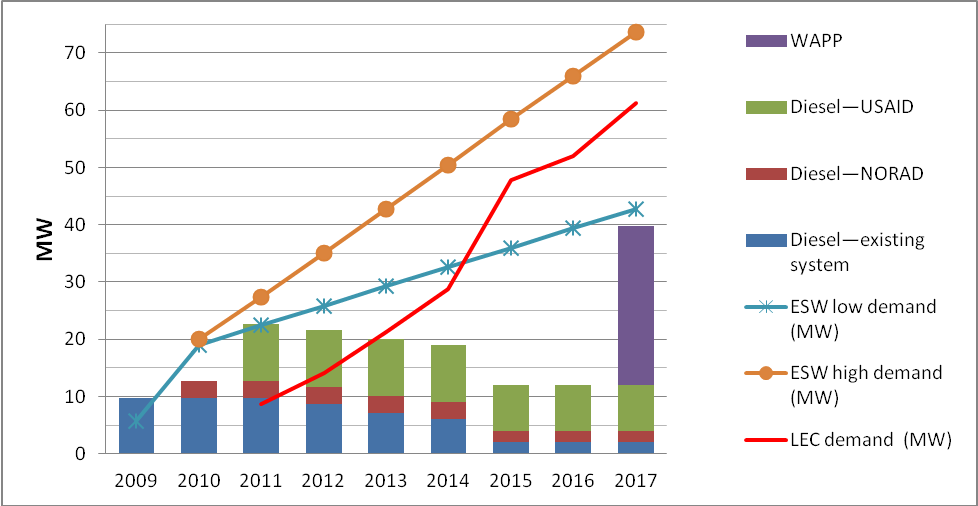 70
60
50
40
30
20
10
0
MW
2009 2010 2011 2012 2013 2014 2015 2016 2017
WAPP
Diesel—USAID
Diesel—NORAD
Diesel—existing
system
ESW low demand
(MW)
ESW high demand
(MW)
LEC demand (MW)